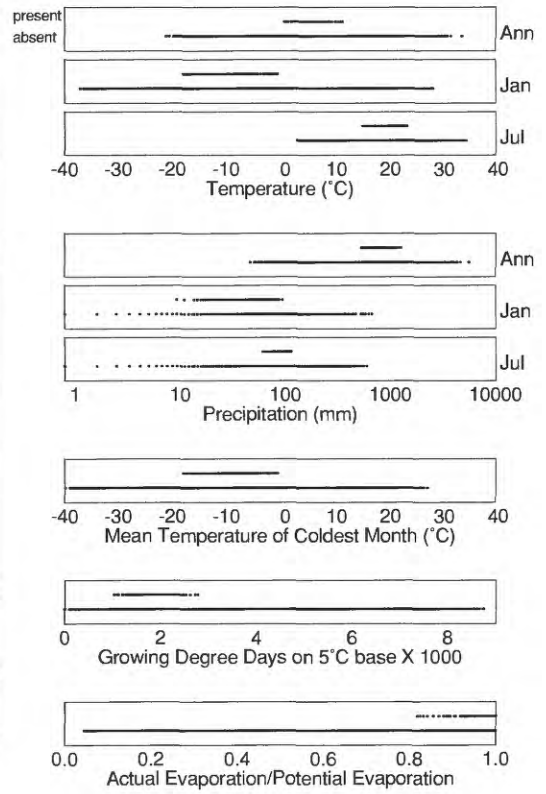 present
absent
Ann
Jan
Jul
-40 -30 -20 -10 0 10 20 30 40
Temperature (˚C)
Ann
Jan
Jul
1 10 100 1000 10000
Precipitation (mm)
-40 -30 -20 -10 0 10 20 30 40
Mean Temperature of Coldest Month (˚C)
0 2 4 6 8
Growing Degree Days on 5˚C base X 1000
0.0 0.2 0.4 0.6 0.8 1.0
Actual Evaporation/Potential Evaporation